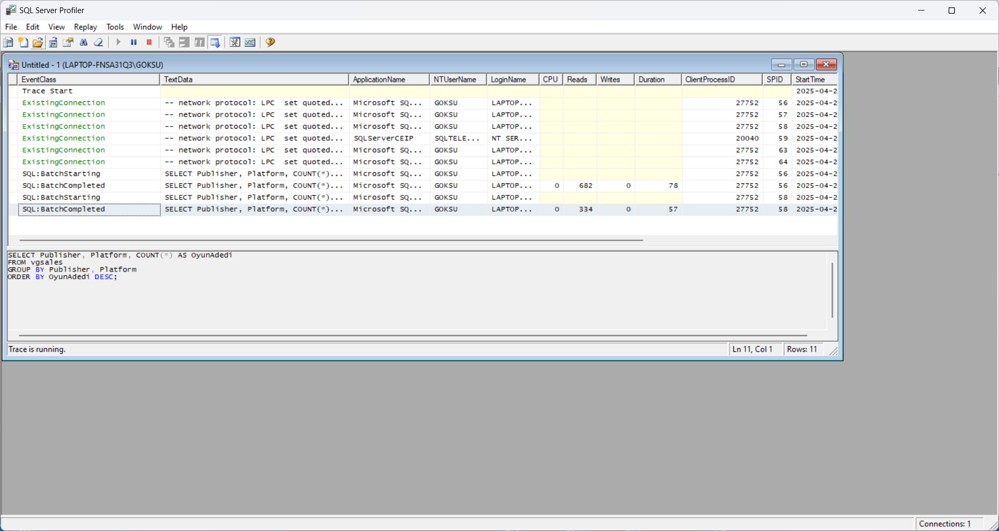 SQL Server Profiler
File Edit View Replay Tools Window Help
Untitled - 1 (LAPTOP-FNSA31Q3\GOKSU)
EventClass TextData ApplicationName NTUserName LoginName CPU Reads Writes Duration ClientProcessID SPID StartTime
Trace Start 2025-04-2
ExistingConnection -- network protocol: LPC set quoted... Microsoft SQ... GOKSU LAPTOP... 27752 56 2025-04-2
ExistingConnection -- network protocol: LPC set quoted... Microsoft SQ... GOKSU LAPTOP... 27752 57 2025-04-2
ExistingConnection -- network protocol: LPC set quoted... Microsoft SQ... GOKSU LAPTOP... 27752 58 2025-04-2
ExistingConnection -- network protocol: LPC set quoted... SQLServerCEIP SQLTELE... NT SER... 20040 59 2025-04-2
ExistingConnection -- network protocol: LPC set quoted... Microsoft SQ... GOKSU LAPTOP... 27752 63 2025-04-2
ExistingConnection -- network protocol: LPC set quoted... Microsoft SQ... GOKSU LAPTOP... 27752 64 2025-04-2
SQL:BatchStarting SELECT Publisher, Platform, COUNT(*)... Microsoft SQ... GOKSU LAPTOP... 27752 56 2025-04-2
SQL:BatchCompleted SELECT Publisher, Platform, COUNT(*)... Microsoft SQ... GOKSU LAPTOP... 0 682 0 78 27752 56 2025-04-2
SQL:BatchStarting SELECT Publisher, Platform, COUNT(*)... Microsoft SQ... GOKSU LAPTOP... 27752 58 2025-04-2
SQL:BatchCompleted SELECT Publisher, Platform, COUNT(*)... Microsoft SQ... GOKSU LAPTOP... 0 334 0 57 27752 58 2025-04-2
SELECT Publisher, Platform, COUNT(*) AS OyunAdedi
FROM vgsales
GROUP BY Publisher, Platform
ORDER BY OyunAdedi DESC;
Trace is running. Ln 11, Col 1 Rows: 11
Connections: 1